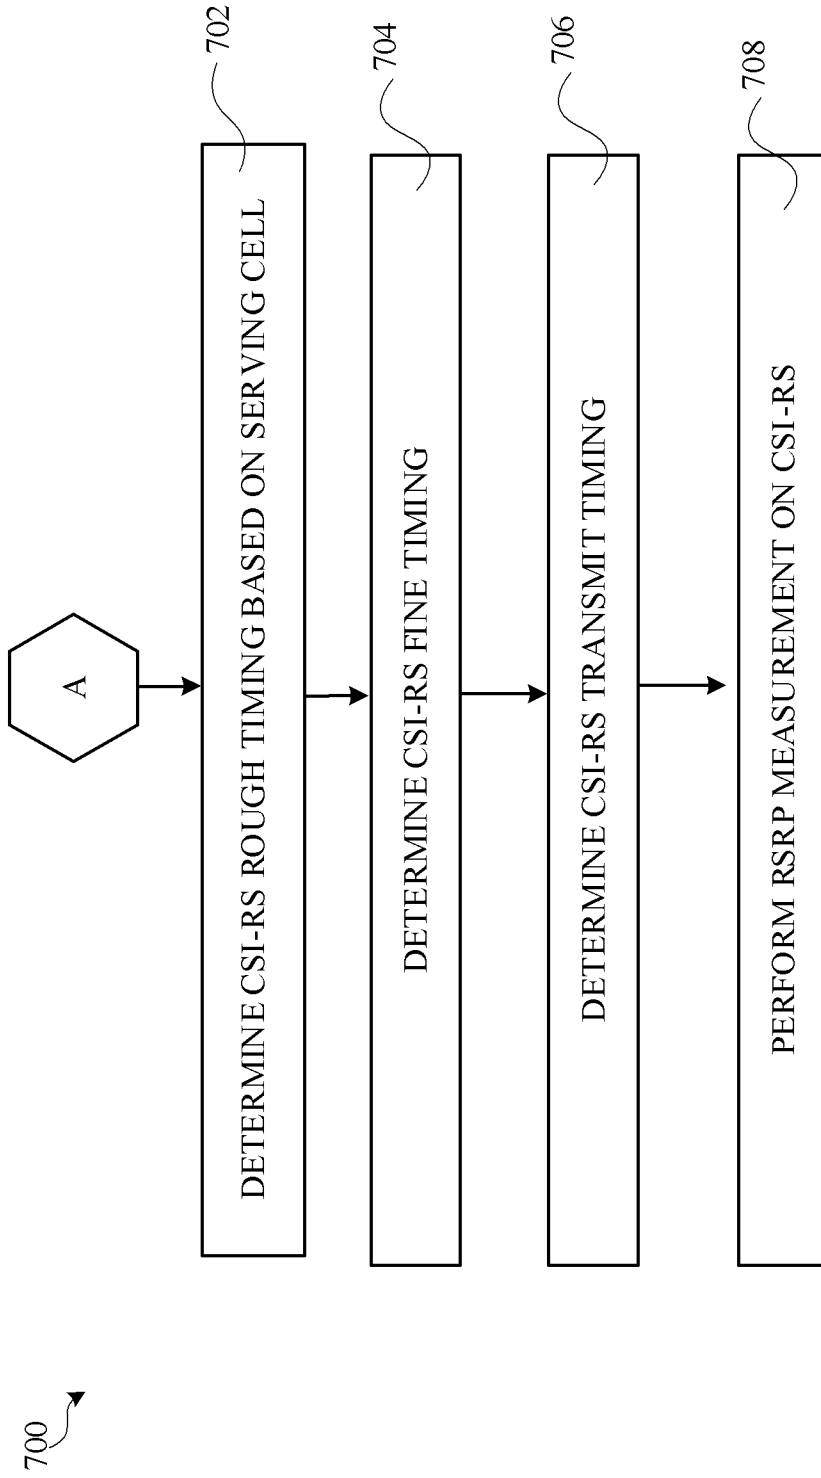 700
A
DETERMINE CSI-RS ROUGH TIMING BASED ON SERVING CELL
702
DETERMINE CSI-RS FINE TIMING
704
DETERMINE CSI-RS TRANSMIT TIMING
706
PERFORM RSRP MEASUREMENT ON CSI-RS
708